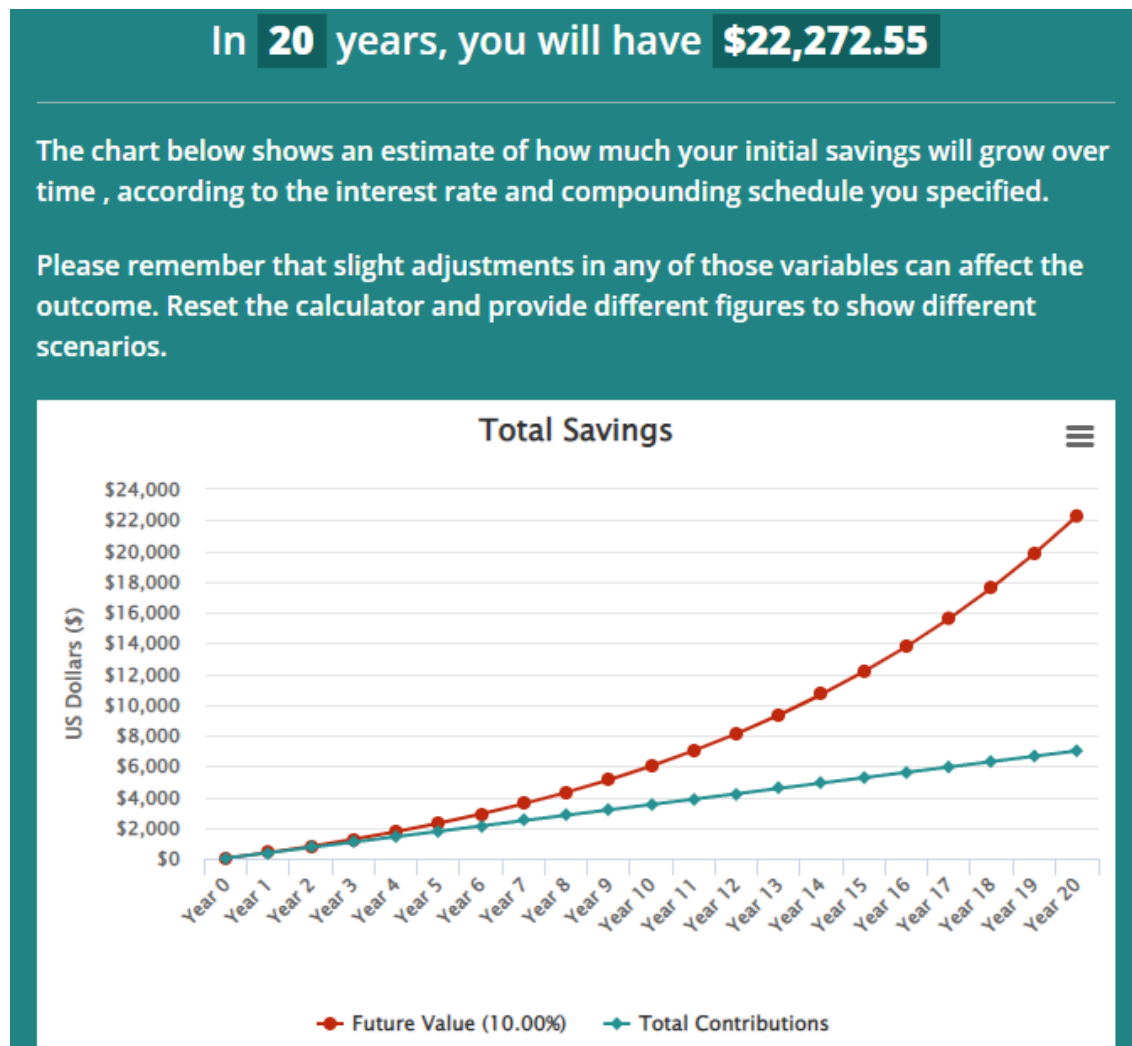 In 20 years, you will have $22,272.55
The chart below shows an estimate of how much your initial savings will grow over
time , according to the interest rate and compounding schedule you specified.
Please remember that slight adjustments in any of those variables can affect the
outcome. Reset the calculator and provide different figures to show different
scenarios.
Total Savings
US Dollars ($)
$24,000
$22,000
$20,000
$18,000
$16,000
$14,000
$12,000
$10,000
$8,000
$6,000
$4,000
$2,000
$0
Year 0
Year 1
Year 2
Year 3
Year 4
Year 5
Year 6
Year 7
Year 8
Year 9
Year 10
Year 11
Year 12
Year 13
Year 14
Year 15
Year 16
Year 17
Year 18
Year 19
Year 20
Future Value (10.00%)
Total Contributions